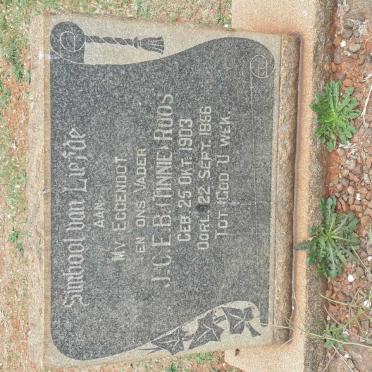 Simbool van Liefde
AAN
MY EGGENOOT
EN ONS VADER
J.C.E.B. (TINNIE) ROOS
GEB. 25 OKT. 1903
OORL. 22 SEPT. 1966
TOT GOD U WEK.